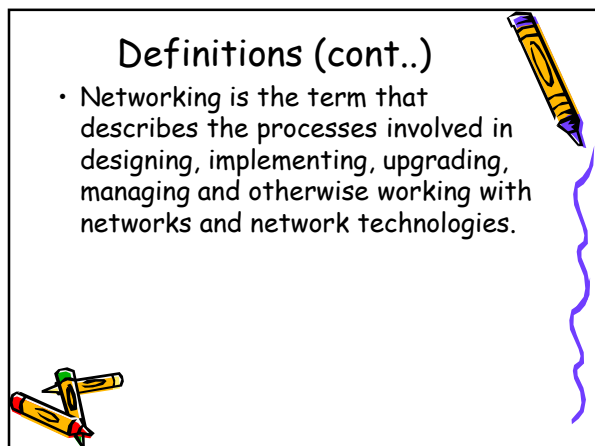 Definitions (cont..)
• Networking is the term that
describes the processes involved in
designing, implementing, upgrading,
managing and otherwise working with
networks and network technologies.